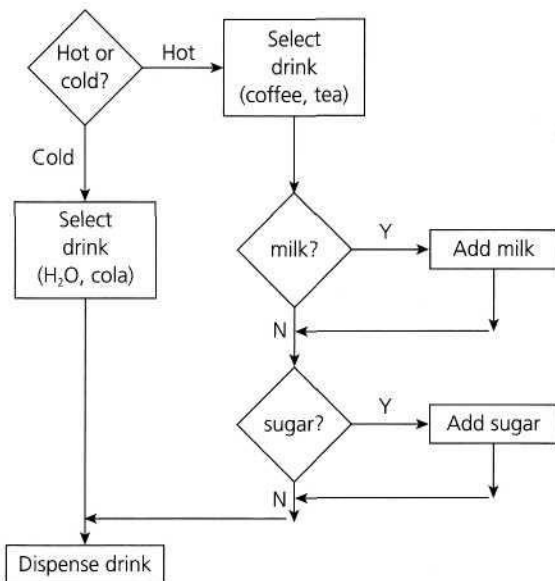 Hot or
cold?
Hot
Select
drink
(coffee, tea)
Cold
Select
drink
(H₂O, cola)
milk?
Y
Add milk
N
sugar?
Y
Add sugar
N
Dispense drink